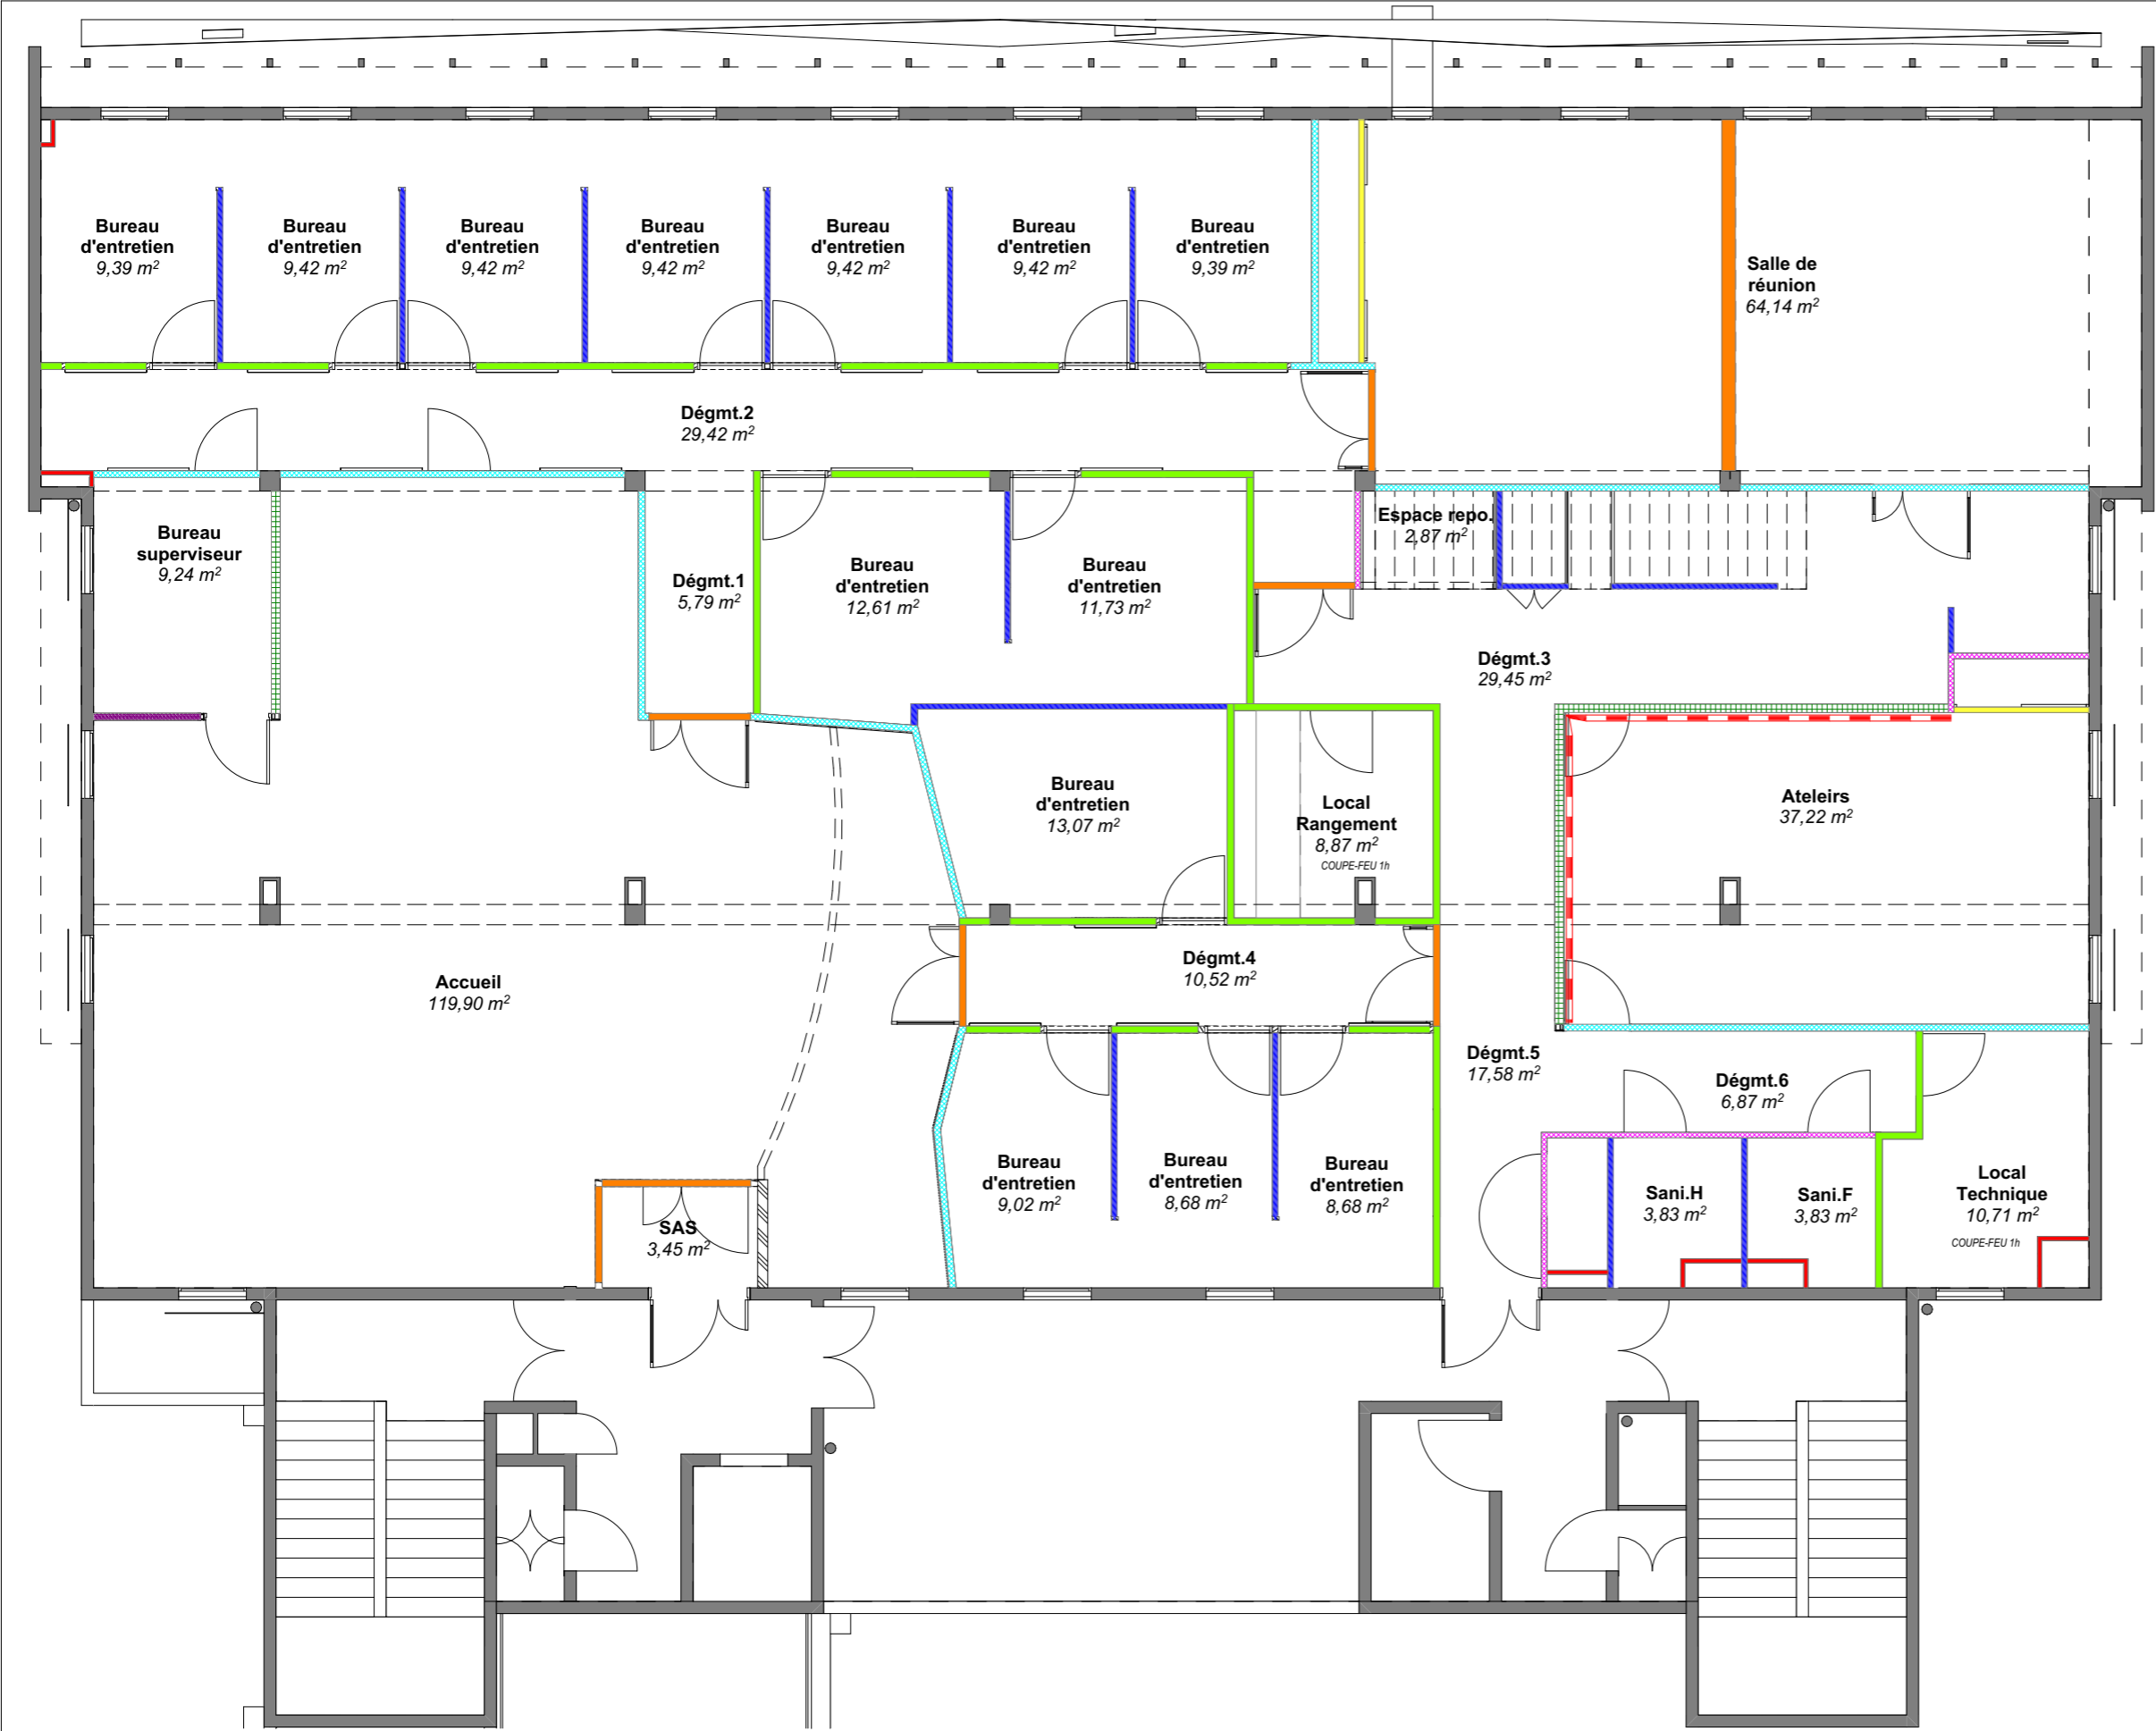 Bureau
d'entretien
9,39 m²
Bureau
d'entretien
9,42 m²
Bureau
d'entretien
9,42 m²
Bureau
d'entretien
9,42 m²
Bureau
d'entretien
9,42 m²
Bureau
d'entretien
9,42 m²
Bureau
d'entretien
9,39 m²
Salle de
réunion
64,14 m²
Dégmt.2
29,42 m²
Bureau
superviseur
9,24 m²
Dégmt.1
5,79 m²
Bureau
d'entretien
12,61 m²
Bureau
d'entretien
11,73 m²
Espace repo.
2,87 m²
Dégmt.3
29,45 m²
Bureau
d'entretien
13,07 m²
Local
Rangement
8,87 m²
COUPE-FEU 1h
Ateleirs
37,22 m²
Accueil
119,90 m²
Dégmt.4
10,52 m²
Dégmt.5
17,58 m²
Dégmt.6
6,87 m²
Bureau
d'entretien
9,02 m²
Bureau
d'entretien
8,68 m²
Bureau
d'entretien
8,68 m²
Sani.H
3,83 m²
Sani.F
3,83 m²
Local
Technique
10,71 m²
COUPE-FEU 1h
SAS
3,45 m²